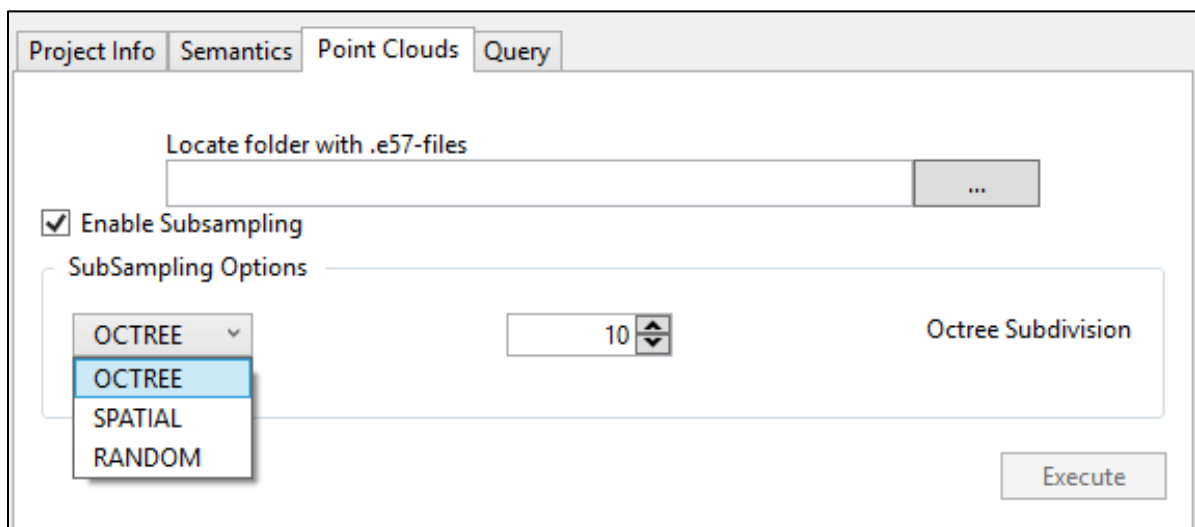 Project Info Semantics Point Clouds Query
Locate folder with .e57-files
...
Enable Subsampling
SubSampling Options
OCTREE 10 Octree Subdivision
OCTREE
SPATIAL
RANDOM
Execute